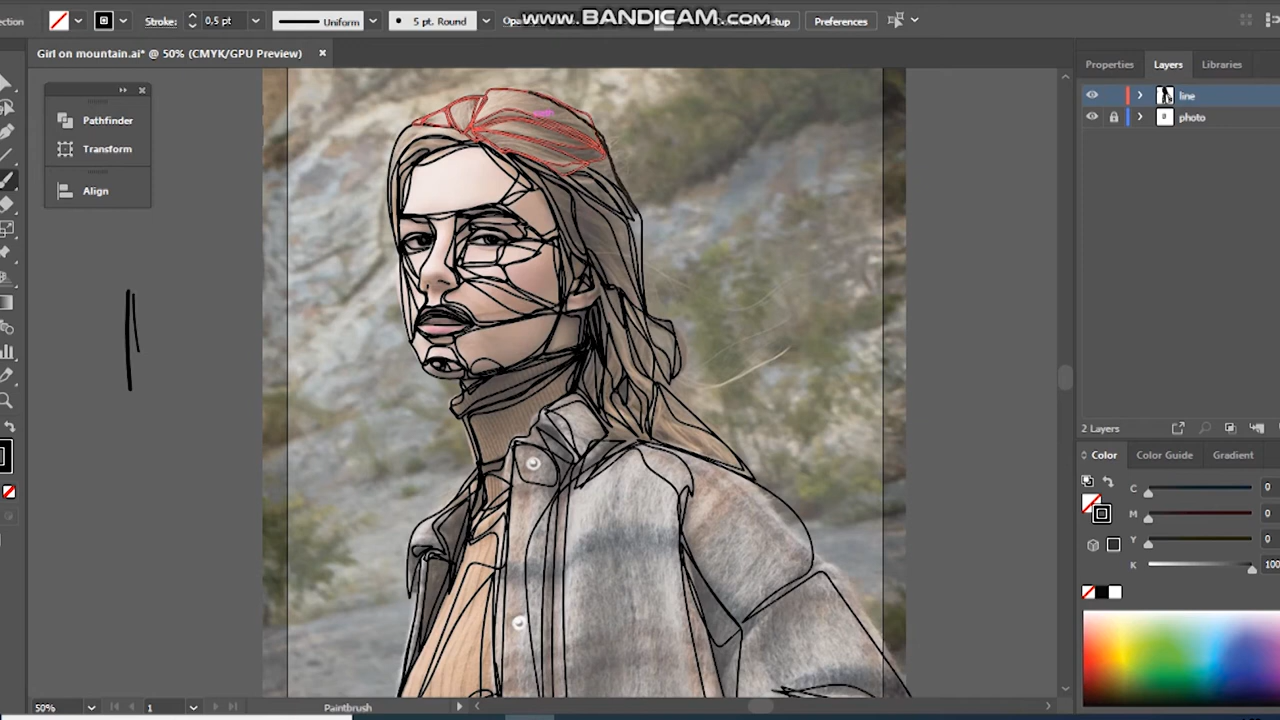 www.BANDICAM.com
ction
Stroke:
0,5 pt
Uniform
5 pt. Round
Preferences
Girl on mountain.ai* @ 50% (CMYK/GPU Preview)
Pathfinder
Transform
Align
Properties
Layers
Libraries
line
photo
2 Layers
Color
Color Guide
Gradient
C
0
M
0
Y
0
K
100
50%
1
Paintbrush